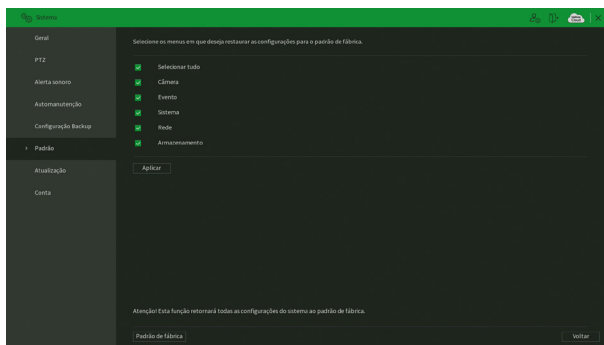 Sistema
Geral
PTZ
Alerta sonoro
Automanutenção
Configuração Backup
Padrão
Atualização
Conta
Selecione os menus em que deseja restaurar as configurações para o padrão de fábrica.
Selecionar tudo
Câmera
Evento
Sistema
Rede
Armazenamento
Aplicar
Atenção! Esta função retornará todas as configurações do sistema ao padrão de fábrica.
Padrão de fábrica
Voltar